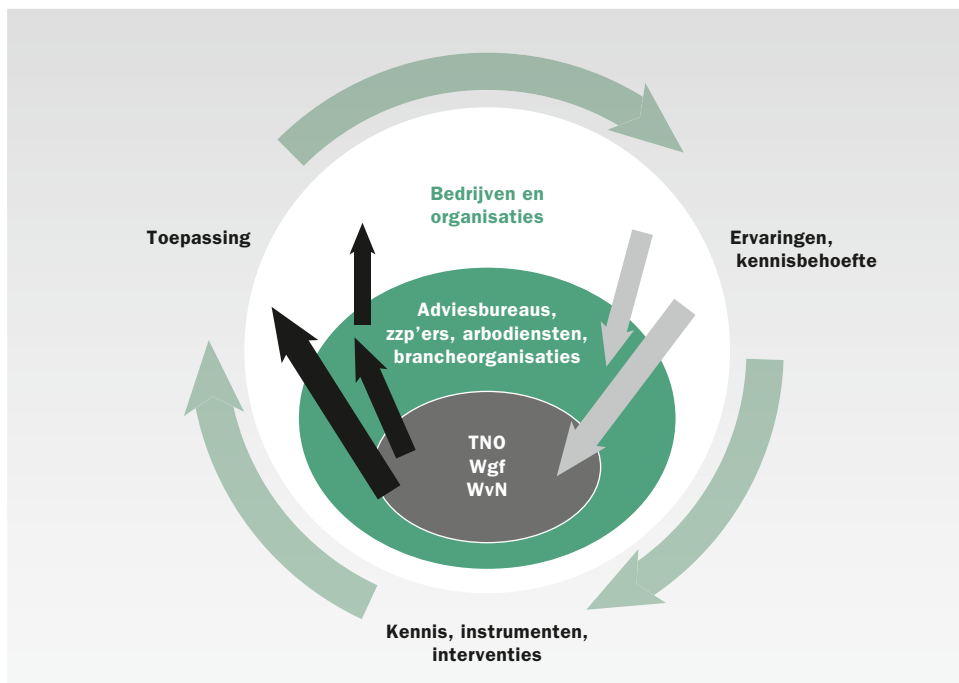 Bedrijven en
organisaties
Toepassing
Ervaringen,
kennisbehoefte
Adviesbureaus,
zzp'ers, arbodiensten,
brancheorganisaties
TNO
Wgf
WvN
Kennis, instrumenten,
interventies